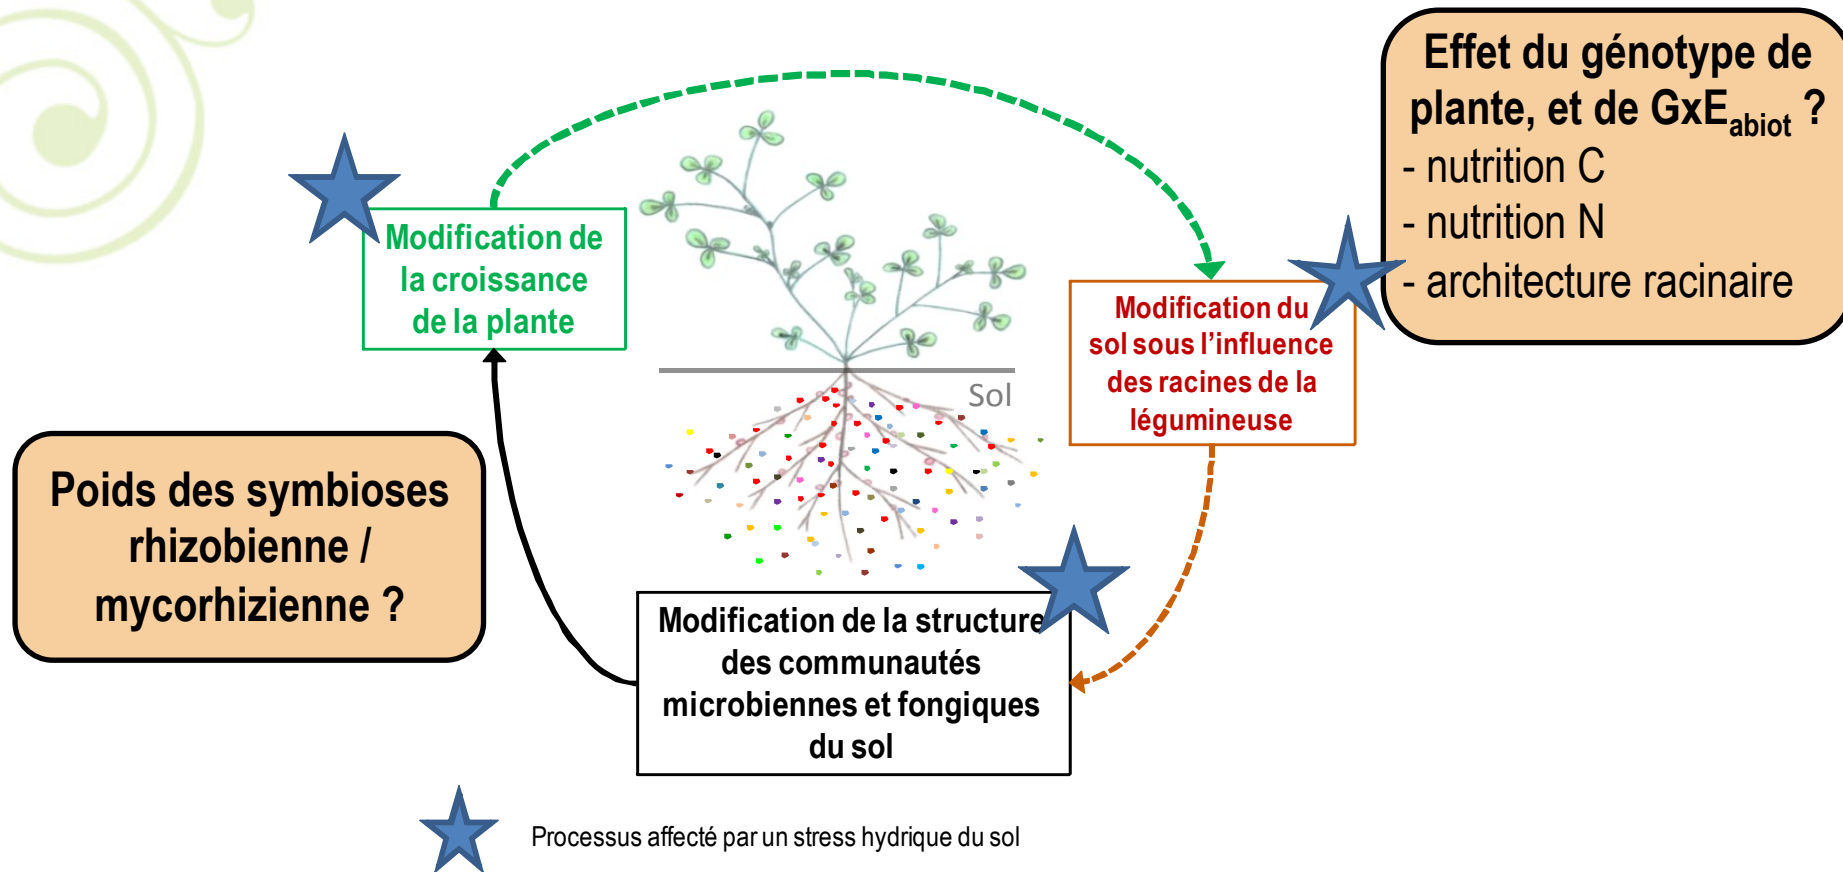 Effet du génotype de
plante, et de GxE_abiot ?
- nutrition C
- nutrition N
- architecture racinaire
Modification de
la croissance
de la plante
Modification du
sol sous l'influence
des racines de la
légumineuse
Sol
Poids des symbioses
rhizobienne /
mycorhizienne ?
Modification de la structure
des communautés
microbiennes et fongiques
du sol
Processus affecté par un stress hydrique du sol